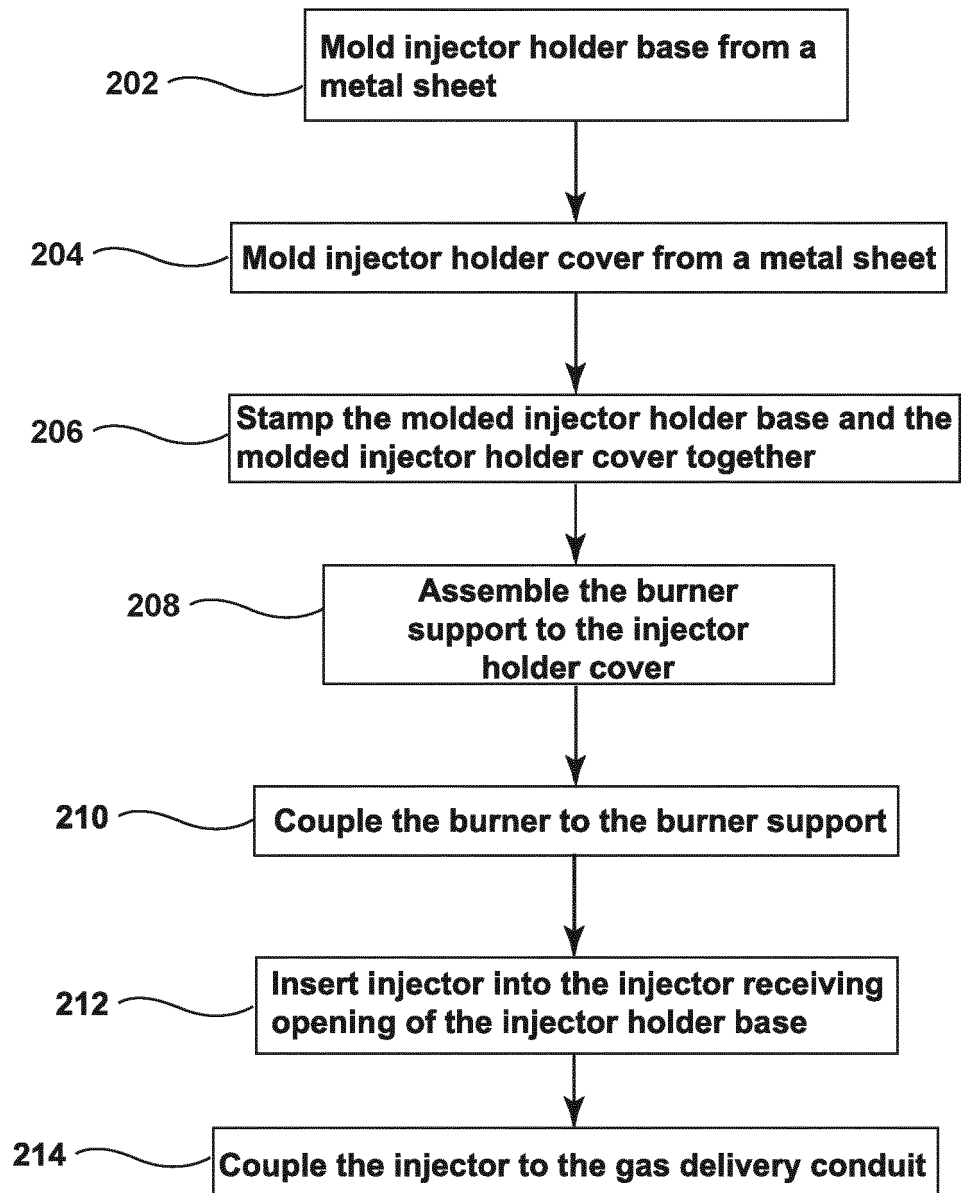 202
Mold injector holder base from a
metal sheet
204
Mold injector holder cover from a metal sheet
206
Stamp the molded injector holder base and the
molded injector holder cover together
208
Assemble the burner
support to the injector
holder cover
210
Couple the burner to the burner support
212
Insert injector into the injector receiving
opening of the injector holder base
214
Couple the injector to the gas delivery conduit